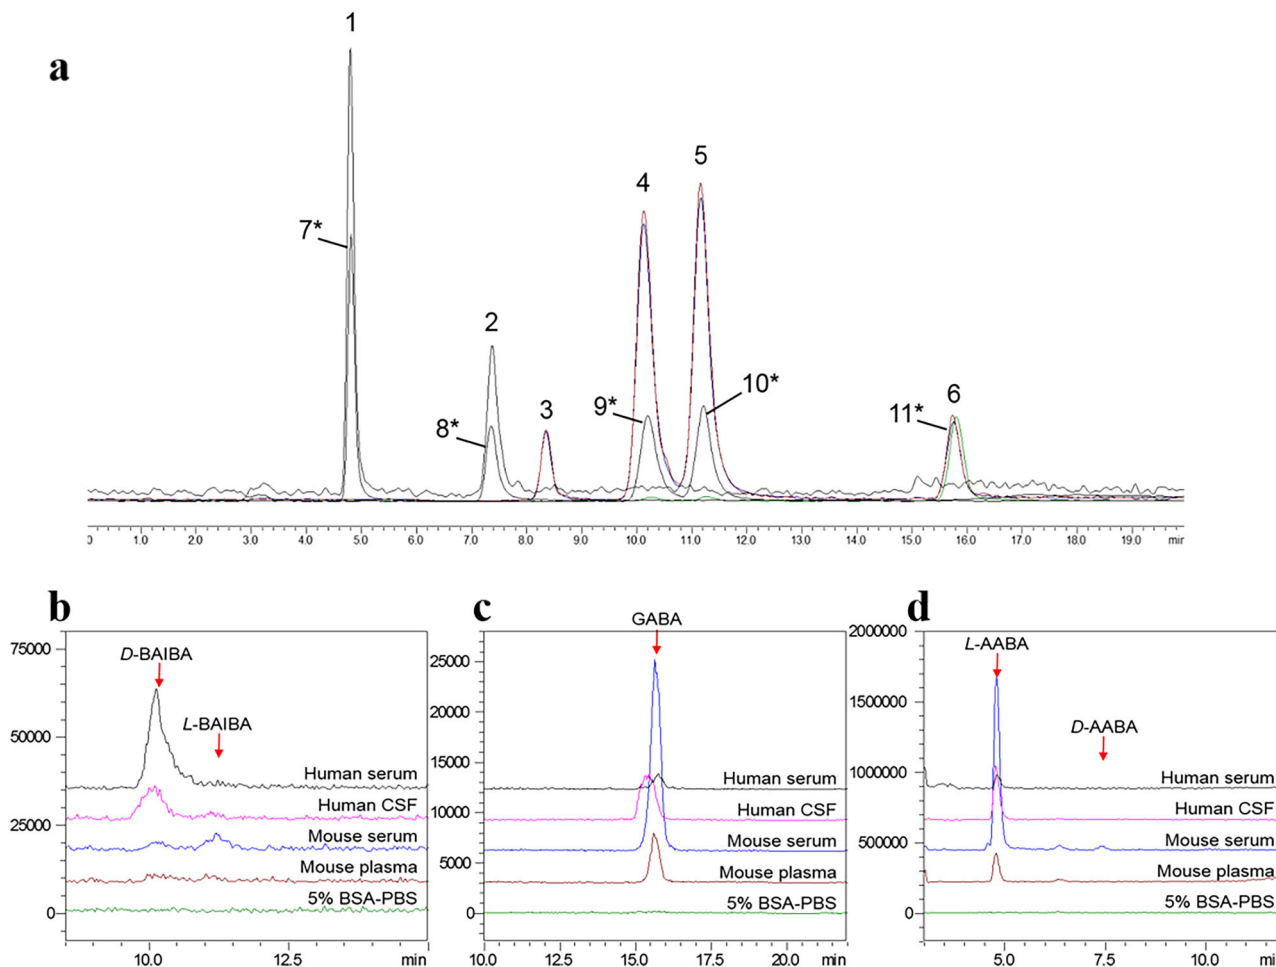 a
1
7*
2
8*
3
4
9*
5
10*
6
11*
0 1.0 2.0 3.0 4.0 5.0 6.0 7.0 8.0 9.0 10.0 11.0 12.0 13.0 14.0 15.0 16.0 17.0 18.0 19.0 mir
b
75000
50000
25000
0
D-BAIBA
L-BAIBA
Human serum
Human CSF
Mouse serum
Mouse plasma
5% BSA-PBS
10.0 12.5 min
c
25000
20000
15000
10000
5000
0
GABA
Human serum
Human CSF
Mouse serum
Mouse plasma
5% BSA-PBS
10.0 15.0 20.0 min
d
2000000
1500000
1000000
500000
0
L-AABA
D-AABA
Human serum
Human CSF
Mouse serum
Mouse plasma
5% BSA-PBS
5.0 7.5 10.0 mi